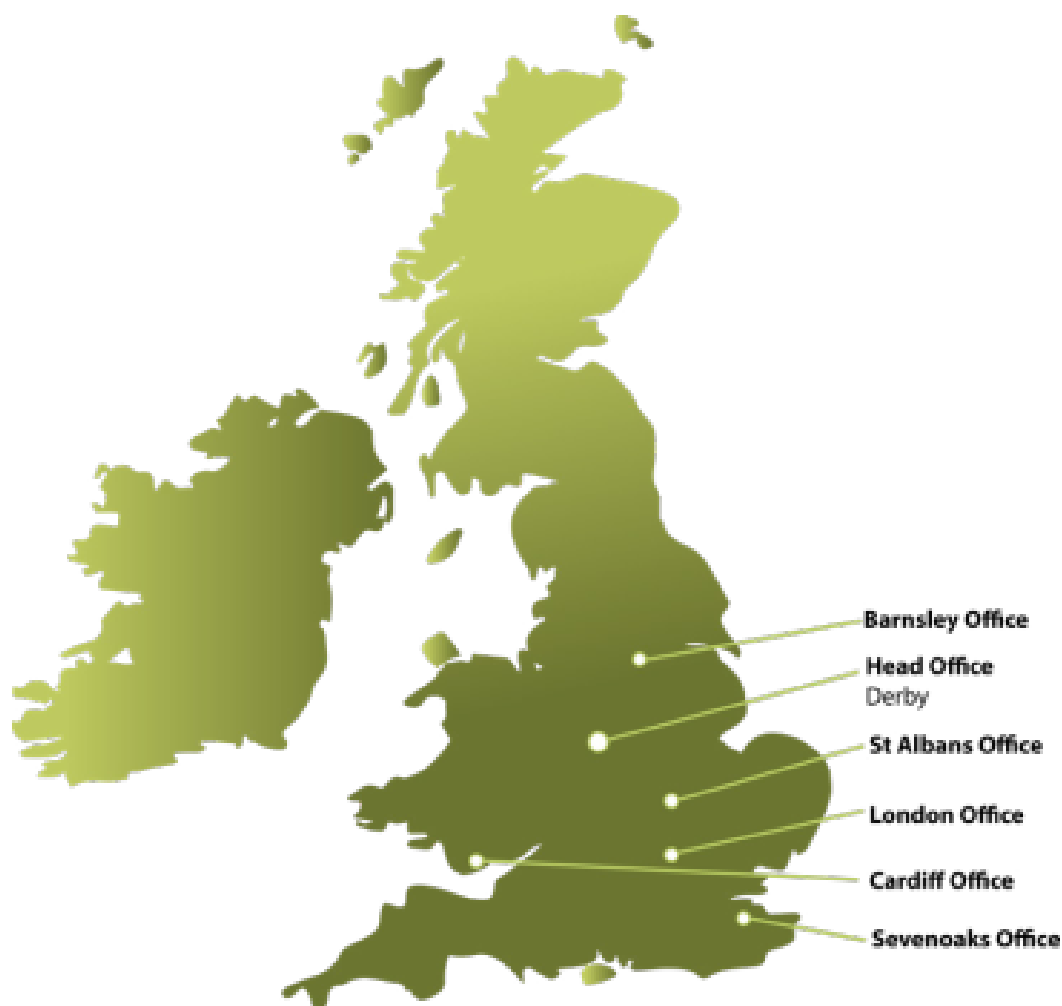 Barnsley Office
Head Office
Derby
St Albans Office
London Office
Cardiff Office
Sevenoaks Office